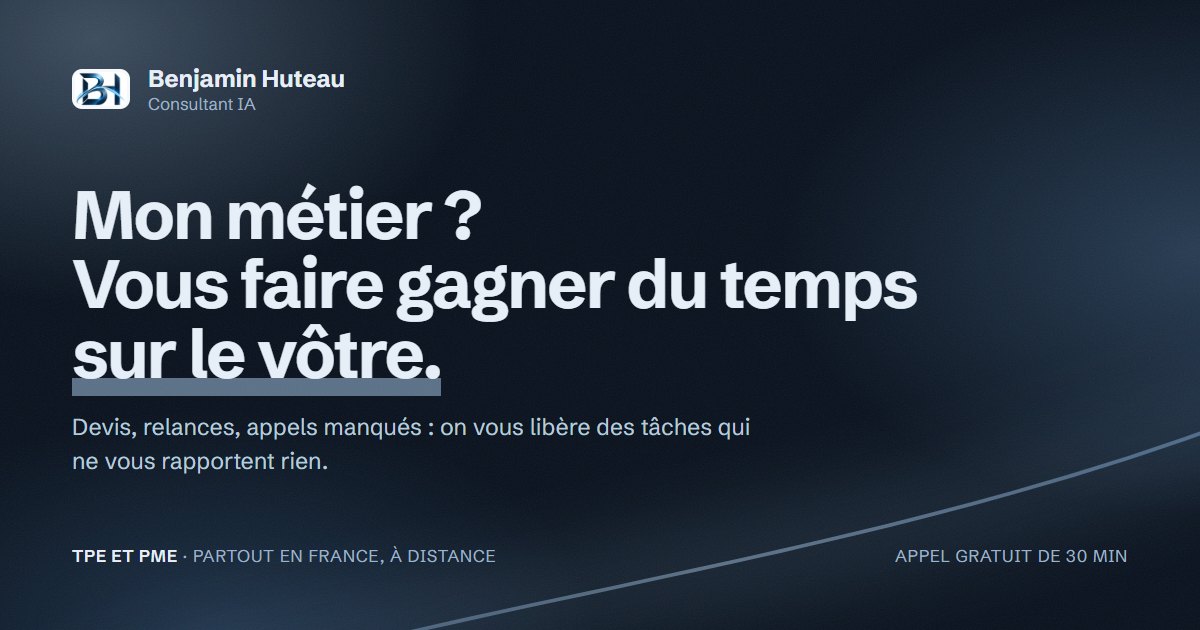 BH
Benjamin Huteau
Consultant IA
Mon métier ?
Vous faire gagner du temps
sur le vôtre.
Devis, relances, appels manqués : on vous libère des tâches qui
ne vous rapportent rien.
TPE ET PME · PARTOUT EN FRANCE, À DISTANCE
APPEL GRATUIT DE 30 MIN